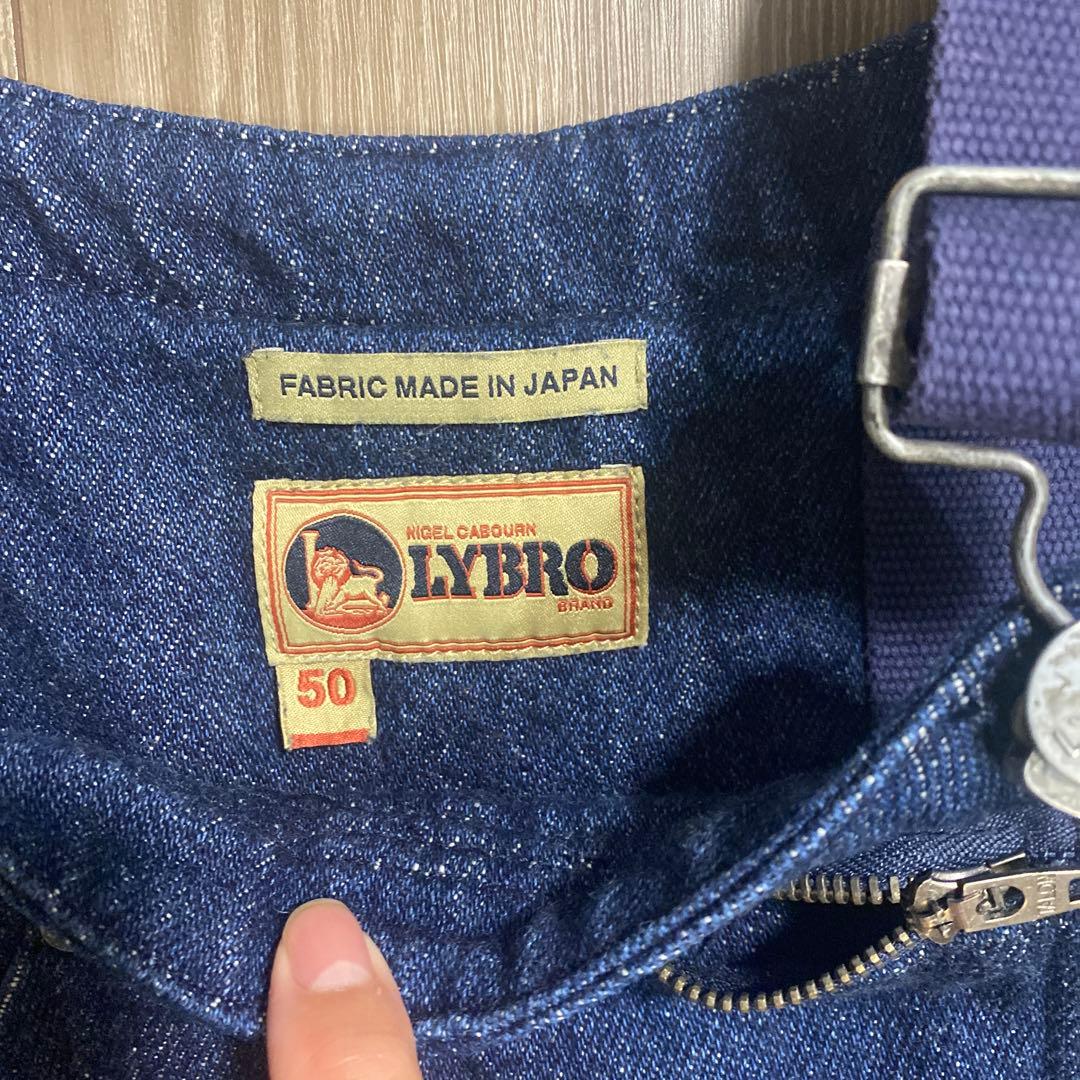 FABRIC MADE IN JAPAN
NIGEL CABOURN
LYBRO
BRAND
50